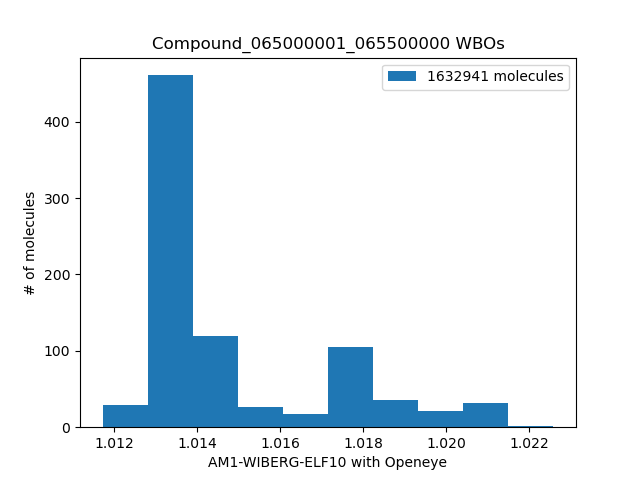 Compound_065000001_065500000 WBOs
1632941 molecules
# of molecules
400
300
200
100
0
1.012 1.014 1.016 1.018 1.020 1.022
AM1-WIBERG-ELF10 with Openeye